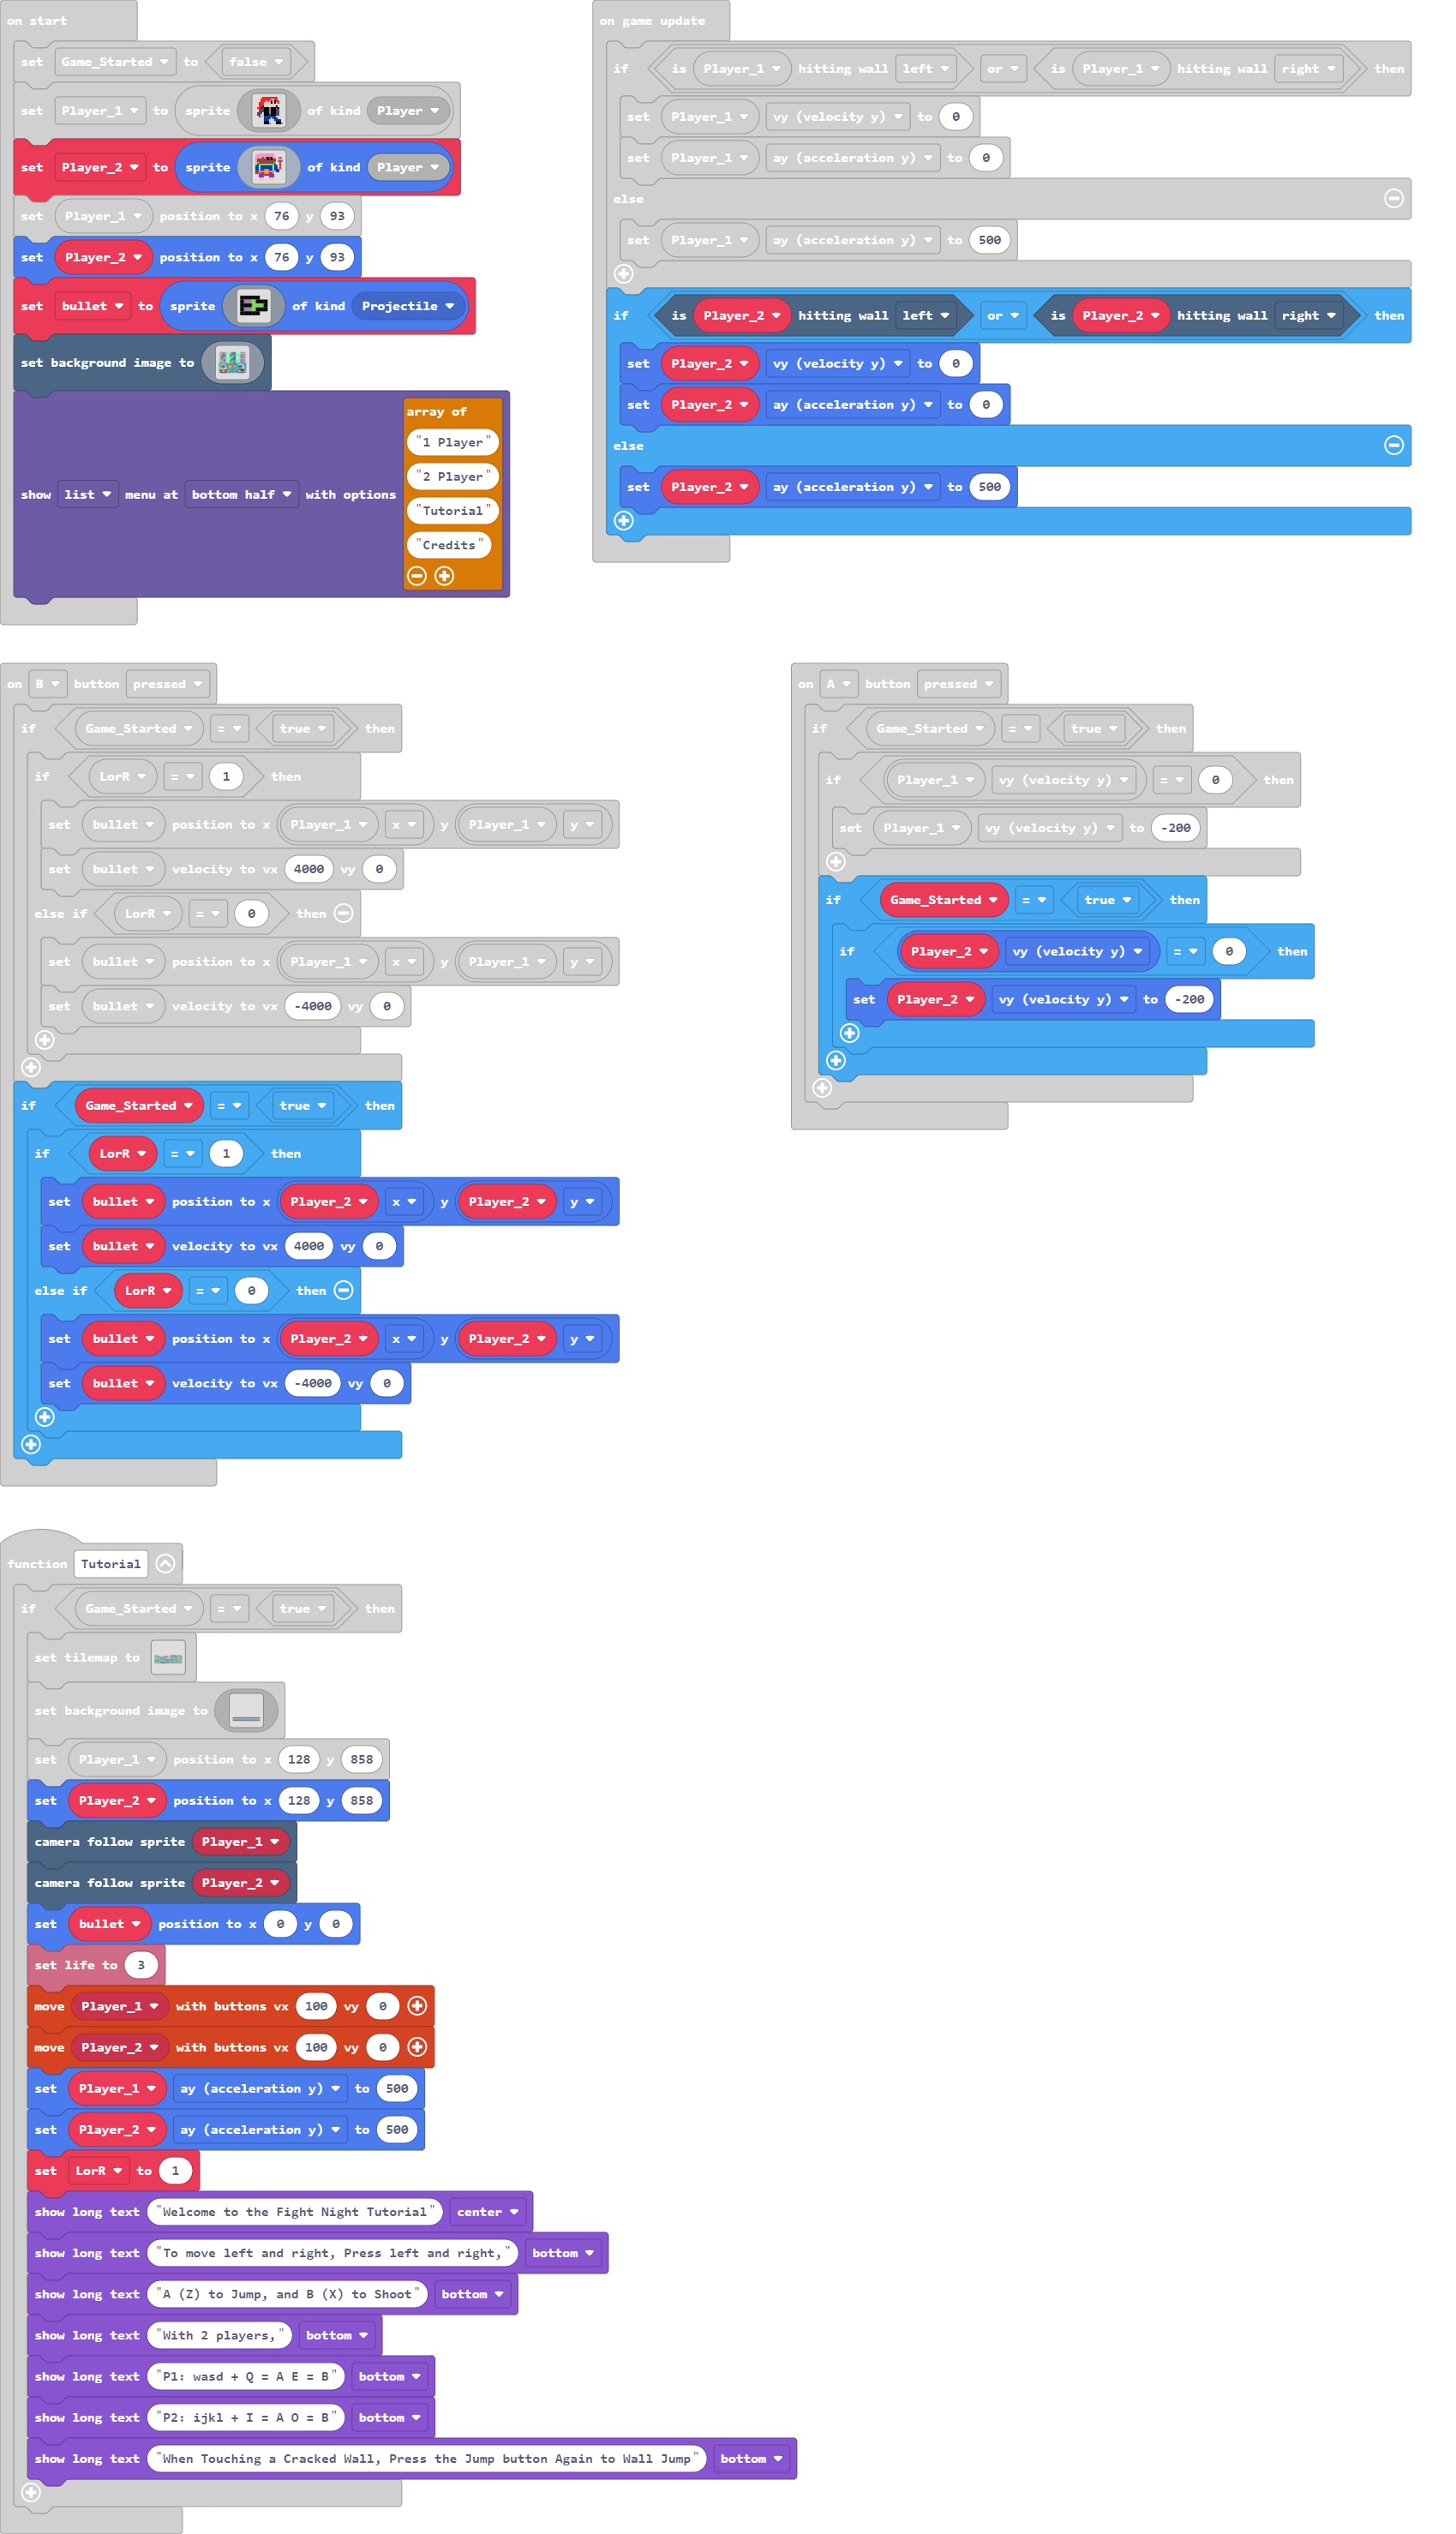 on start
set Game_Started to false
set Player_1 to sprite of kind Player
set Player_2 to sprite of kind Player
set Player_1 position to x 76 y 93
set Player_2 position to x 76 y 93
set bullet to sprite of kind Projectile
set background image to
show list menu at bottom half with options
array of
"1 Player"
"2 Player"
"Tutorial"
"Credits"
on game update
if is Player_1 hitting wall left or is Player_1 hitting wall right then
set Player_1 vy (velocity y) to 0
set Player_1 ay (acceleration y) to 0
else
set Player_1 ay (acceleration y) to 500
if is Player_2 hitting wall left or is Player_2 hitting wall right then
set Player_2 vy (velocity y) to 0
set Player_2 ay (acceleration y) to 0
else
set Player_2 ay (acceleration y) to 500
on B button pressed
if Game_Started = true then
if LorR = 1 then
set bullet position to x Player_1 x y Player_1 y
set bullet velocity to vx 4000 vy 0
else if LorR = 0 then
set bullet position to x Player_1 x y Player_1 y
set bullet velocity to vx -4000 vy 0
if Game_Started = true then
if LorR = 1 then
set bullet position to x Player_2 x y Player_2 y
set bullet velocity to vx 4000 vy 0
else if LorR = 0 then
set bullet position to x Player_2 x y Player_2 y
set bullet velocity to vx -4000 vy 0
on A button pressed
if Game_Started = true then
if Player_1 vy (velocity y) = 0 then
set Player_1 vy (velocity y) to -200
if Game_Started = true then
if Player_2 vy (velocity y) = 0 then
set Player_2 vy (velocity y) to -200
function Tutorial
if Game_Started = true then
set tilemap to
set background image to
set Player_1 position to x 128 y 858
set Player_2 position to x 128 y 858
camera follow sprite Player_1
camera follow sprite Player_2
set bullet position to x 0 y 0
set life to 3
move Player_1 with buttons vx 100 vy 0
move Player_2 with buttons vx 100 vy 0
set Player_1 ay (acceleration y) to 500
set Player_2 ay (acceleration y) to 500
set LorR to 1
show long text "Welcome to the Fight Night Tutorial" center
show long text "To move left and right, Press left and right," bottom
show long text "A (Z) to Jump, and B (X) to Shoot" bottom
show long text "With 2 players," bottom
show long text "P1: wasd + Q = A E = B" bottom
show long text "P2: ijkl + I = A O = B" bottom
show long text "When Touching a Cracked Wall, Press the Jump button Again to Wall Jump" bottom